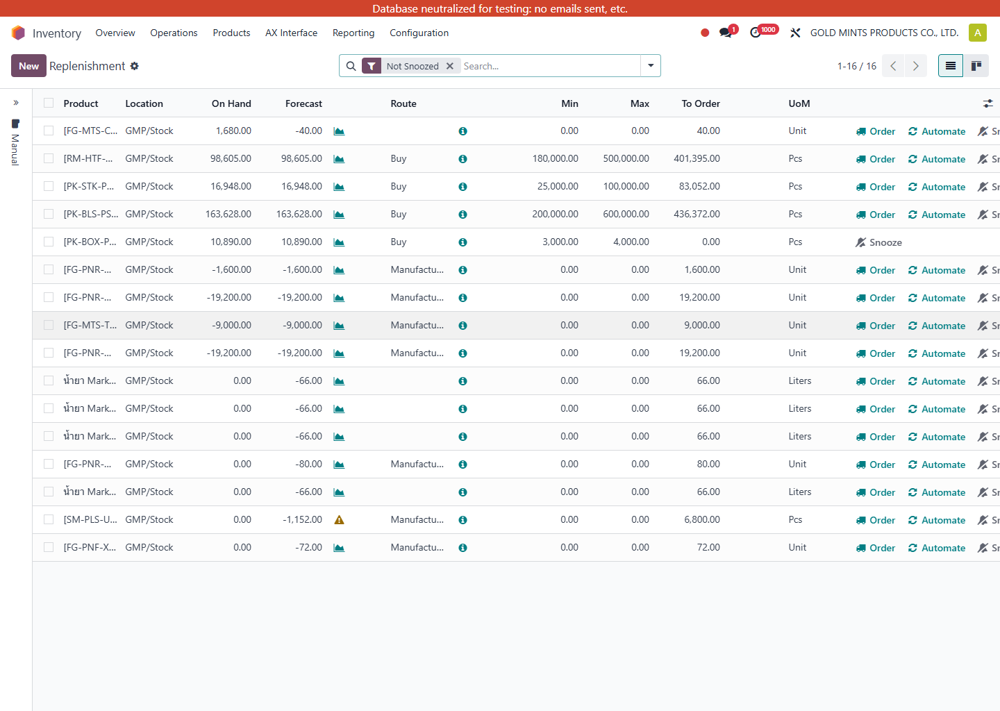 Database neutralized for testing: no emails sent, etc.
Inventory Overview Operations Products AX Interface Reporting Configuration 1 1000 GOLD MINTS PRODUCTS CO., LTD. A
New Replenishment Not Snoozed Search... 1-16 / 16
Manual
Product Location On Hand Forecast Route Min Max To Order UoM
[FG-MTS-C... GMP/Stock 1,680.00 -40.00 0.00 0.00 40.00 Unit Order Automate Sn
[RM-HTF-... GMP/Stock 98,605.00 98,605.00 Buy 180,000.00 500,000.00 401,395.00 Pcs Order Automate Sn
[PK-STK-P... GMP/Stock 16,948.00 16,948.00 Buy 25,000.00 100,000.00 83,052.00 Pcs Order Automate Sn
[PK-BLS-PS... GMP/Stock 163,628.00 163,628.00 Buy 200,000.00 600,000.00 436,372.00 Pcs Order Automate Sn
[PK-BOX-P... GMP/Stock 10,890.00 10,890.00 Buy 3,000.00 4,000.00 0.00 Pcs Snooze
[FG-PNR-... GMP/Stock -1,600.00 -1,600.00 Manufactu... 0.00 0.00 1,600.00 Unit Order Automate Sn
[FG-PNR-... GMP/Stock -19,200.00 -19,200.00 Manufactu... 0.00 0.00 19,200.00 Unit Order Automate Sn
[FG-MTS-T... GMP/Stock -9,000.00 -9,000.00 Manufactu... 0.00 0.00 9,000.00 Unit Order Automate Sn
[FG-PNR-... GMP/Stock -19,200.00 -19,200.00 Manufactu... 0.00 0.00 19,200.00 Unit Order Automate Sn
น้ำยา Mark... GMP/Stock 0.00 -66.00 0.00 0.00 66.00 Liters Order Automate Sn
น้ำยา Mark... GMP/Stock 0.00 -66.00 0.00 0.00 66.00 Liters Order Automate Sn
น้ำยา Mark... GMP/Stock 0.00 -66.00 0.00 0.00 66.00 Liters Order Automate Sn
[FG-PNR-... GMP/Stock 0.00 -80.00 Manufactu... 0.00 0.00 80.00 Unit Order Automate Sn
น้ำยา Mark... GMP/Stock 0.00 -66.00 0.00 0.00 66.00 Liters Order Automate Sn
[SM-PLS-U... GMP/Stock 0.00 -1,152.00 Manufactu... 0.00 0.00 6,800.00 Pcs Order Automate Sn
[FG-PNF-X... GMP/Stock 0.00 -72.00 Manufactu... 0.00 0.00 72.00 Unit Order Automate Sn